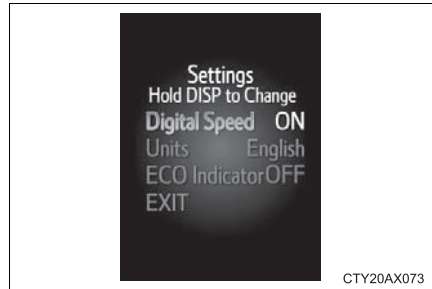 Settings
Hold DISP to Change
Digital Speed ON
Units English
ECO Indicator OFF
EXIT
CTY20AX073